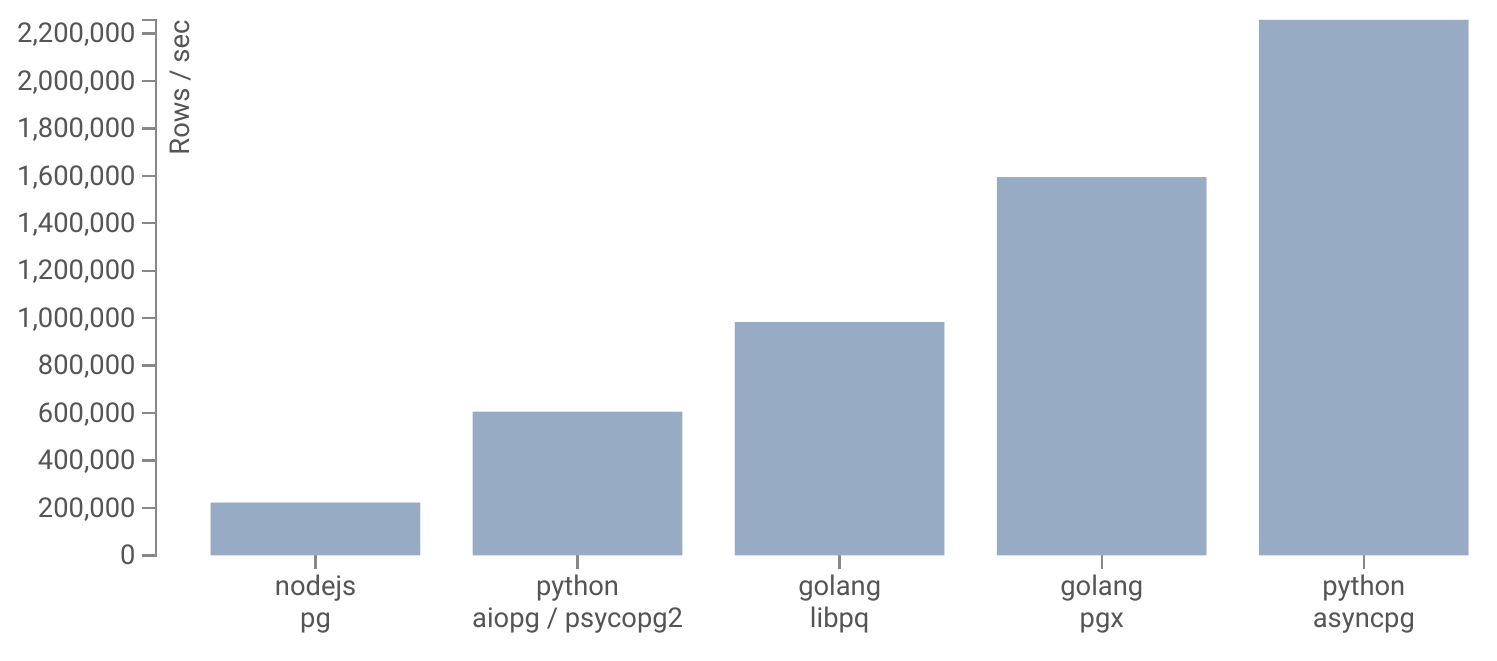 Rows / sec
2,200,000
2,000,000
1,800,000
1,600,000
1,400,000
1,200,000
1,000,000
800,000
600,000
400,000
200,000
0
nodejs
pg
python
aiopg / psycopg2
golang
libpq
golang
pgx
python
asyncpg